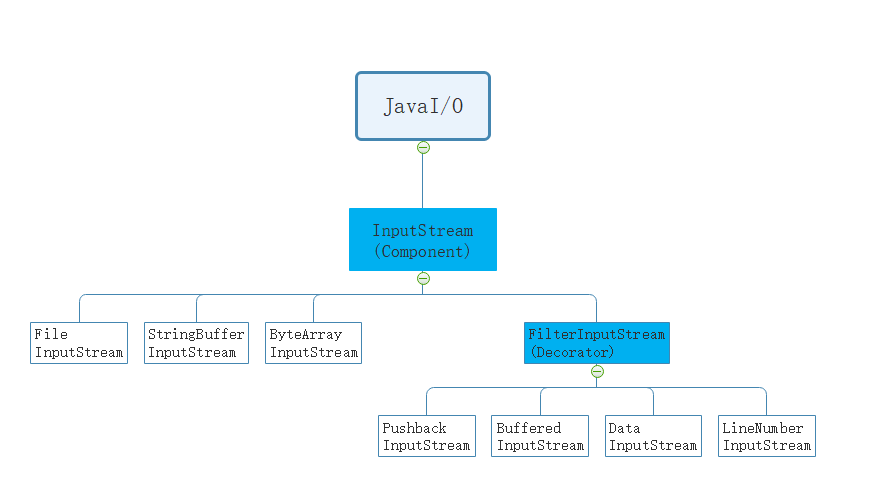 JavaI/O
InputStream
(Component)
File
InputStream
StringBuffer
InputStream
ByteArray
InputStream
FilterInputStream
(Decorator)
Pushback
InputStream
Buffered
InputStream
Data
InputStream
LineNumber
InputStream